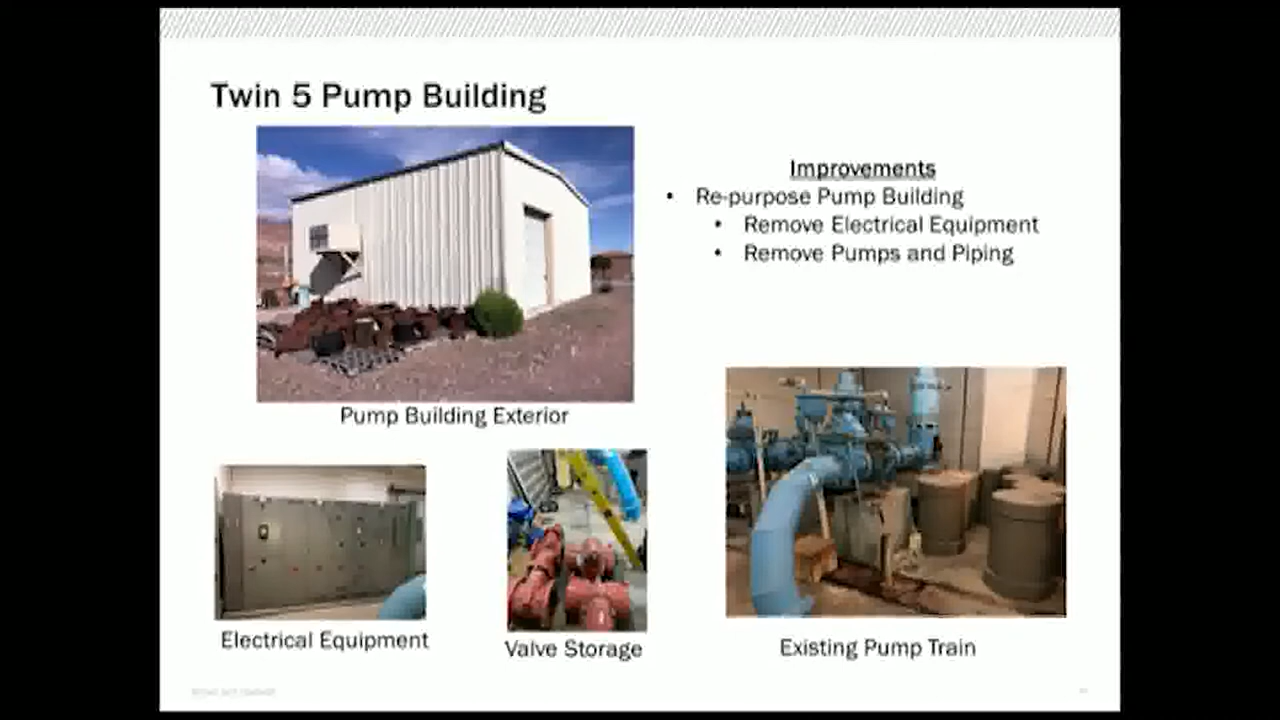 Twin 5 Pump Building
Improvements
• Re-purpose Pump Building
• Remove Electrical Equipment
• Remove Pumps and Piping
Pump Building Exterior
Electrical Equipment
Valve Storage
Existing Pump Train